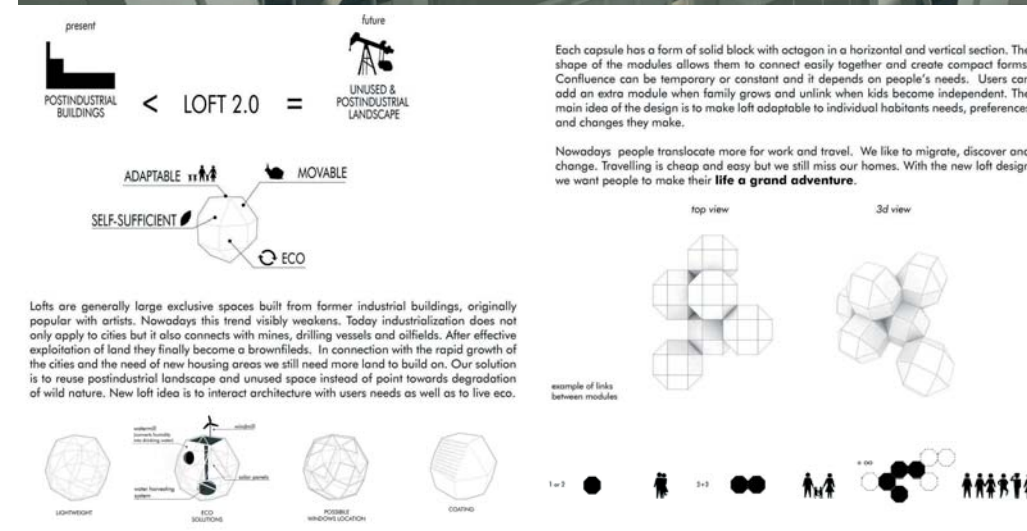 present
future
POSTINDUSTRIAL
BUILDINGS
<
LOFT 2.0
=
UNUSED &
POSTINDUSTRIAL
LANDSCAPE
ADAPTABLE
MOVABLE
SELF-SUFFICIENT
ECO
Lofts are generally large exclusive spaces built from former industrial buildings, originally
popular with artists. Nowadays this trend visibly weakens. Today industrialization does not
only apply to cities but it also connects with mines, drilling vessels and oilfields. After effective
exploitation of land they finally become a brownfileds. In connection with the rapid growth of
the cities and the need of new housing areas we still need more land to build on. Our solution
is to reuse postindustrial landscape and unused space instead of point towards degradation
of wild nature. New loft idea is to interact architecture with users needs as well as to live eco.
watermill
(converts humidity
into drinking water)
windmill
solar panels
water harvesting
system
LIGHTWEIGHT
ECO
SOLUTIONS
POSSIBLE
WINDOWS LOCATION
COATING
Each capsule has a form of solid block with octagon in a horizontal and vertical section. The
shape of the modules allows them to connect easily together and create compact forms.
Confluence can be temporary or constant and it depends on people's needs. Users can
add an extra module when family grows and unlink when kids become independent. The
main idea of the design is to make loft adaptable to individual habitants needs, preferences
and changes they make.
Nowadays people translocate more for work and travel. We like to migrate, discover and
change. Travelling is cheap and easy but we still miss our homes. With the new loft design
we want people to make their life a grand adventure.
top view
3d view
example of links
between modules
1 or 2
2+2
+ ∞